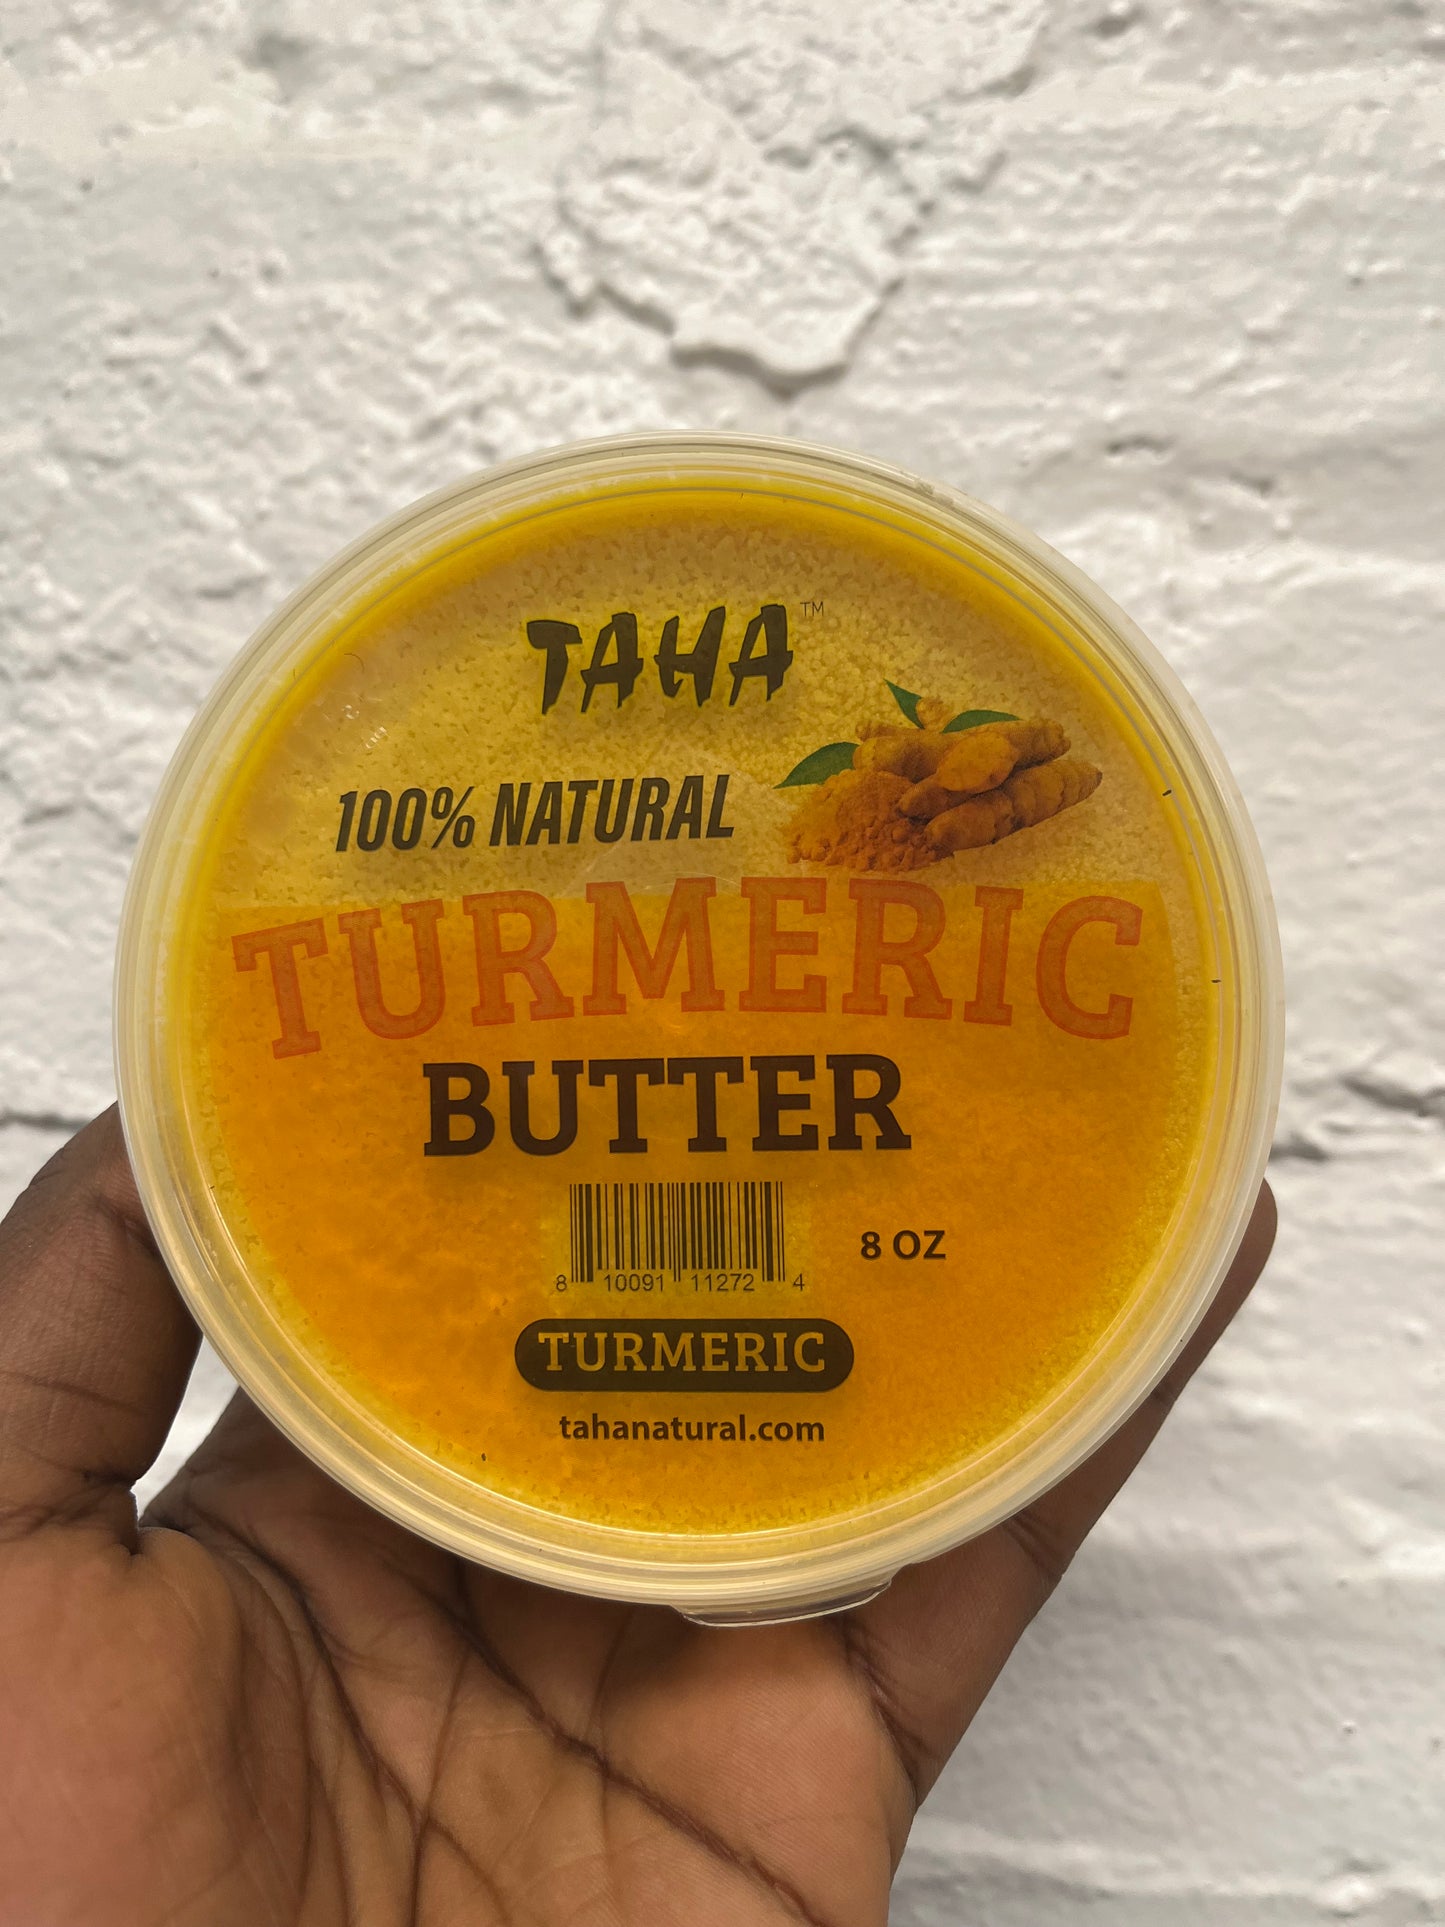 TAHA™
100% NATURAL
TURMERIC
BUTTER
8 10091 11272 4
8 OZ
TURMERIC
tahanatural.com